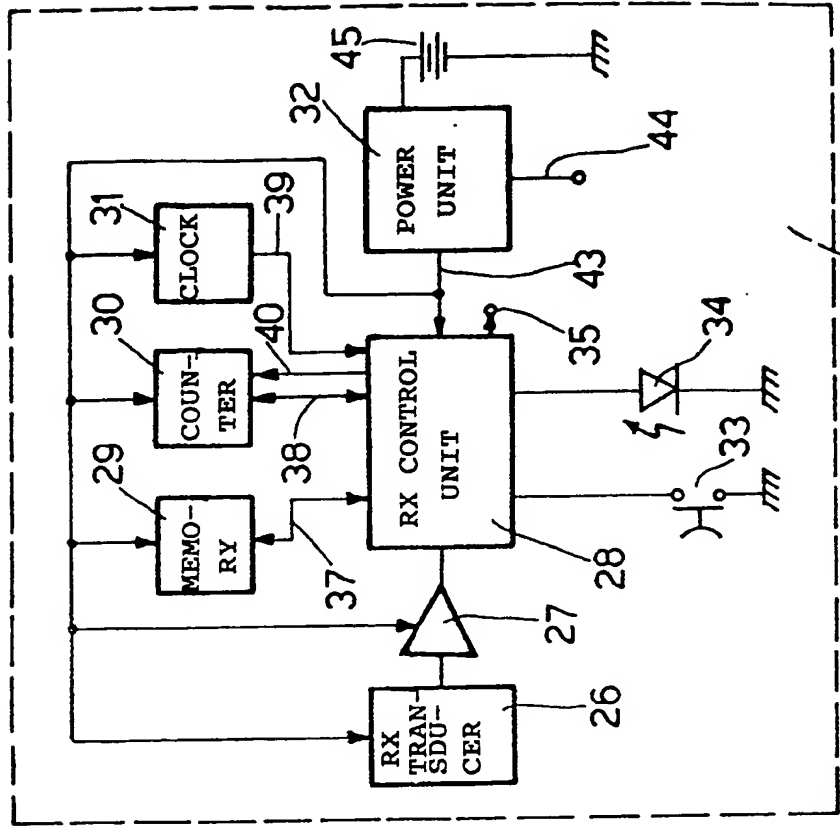 29
30
31
MEMO-
RY
COUN-
TER
CLOCK
37
38
40
39
32
45
RX
TRAN-
SDU-
CER
RX CONTROL
UNIT
POWER
UNIT
43
26
27
28
35
44
33
34